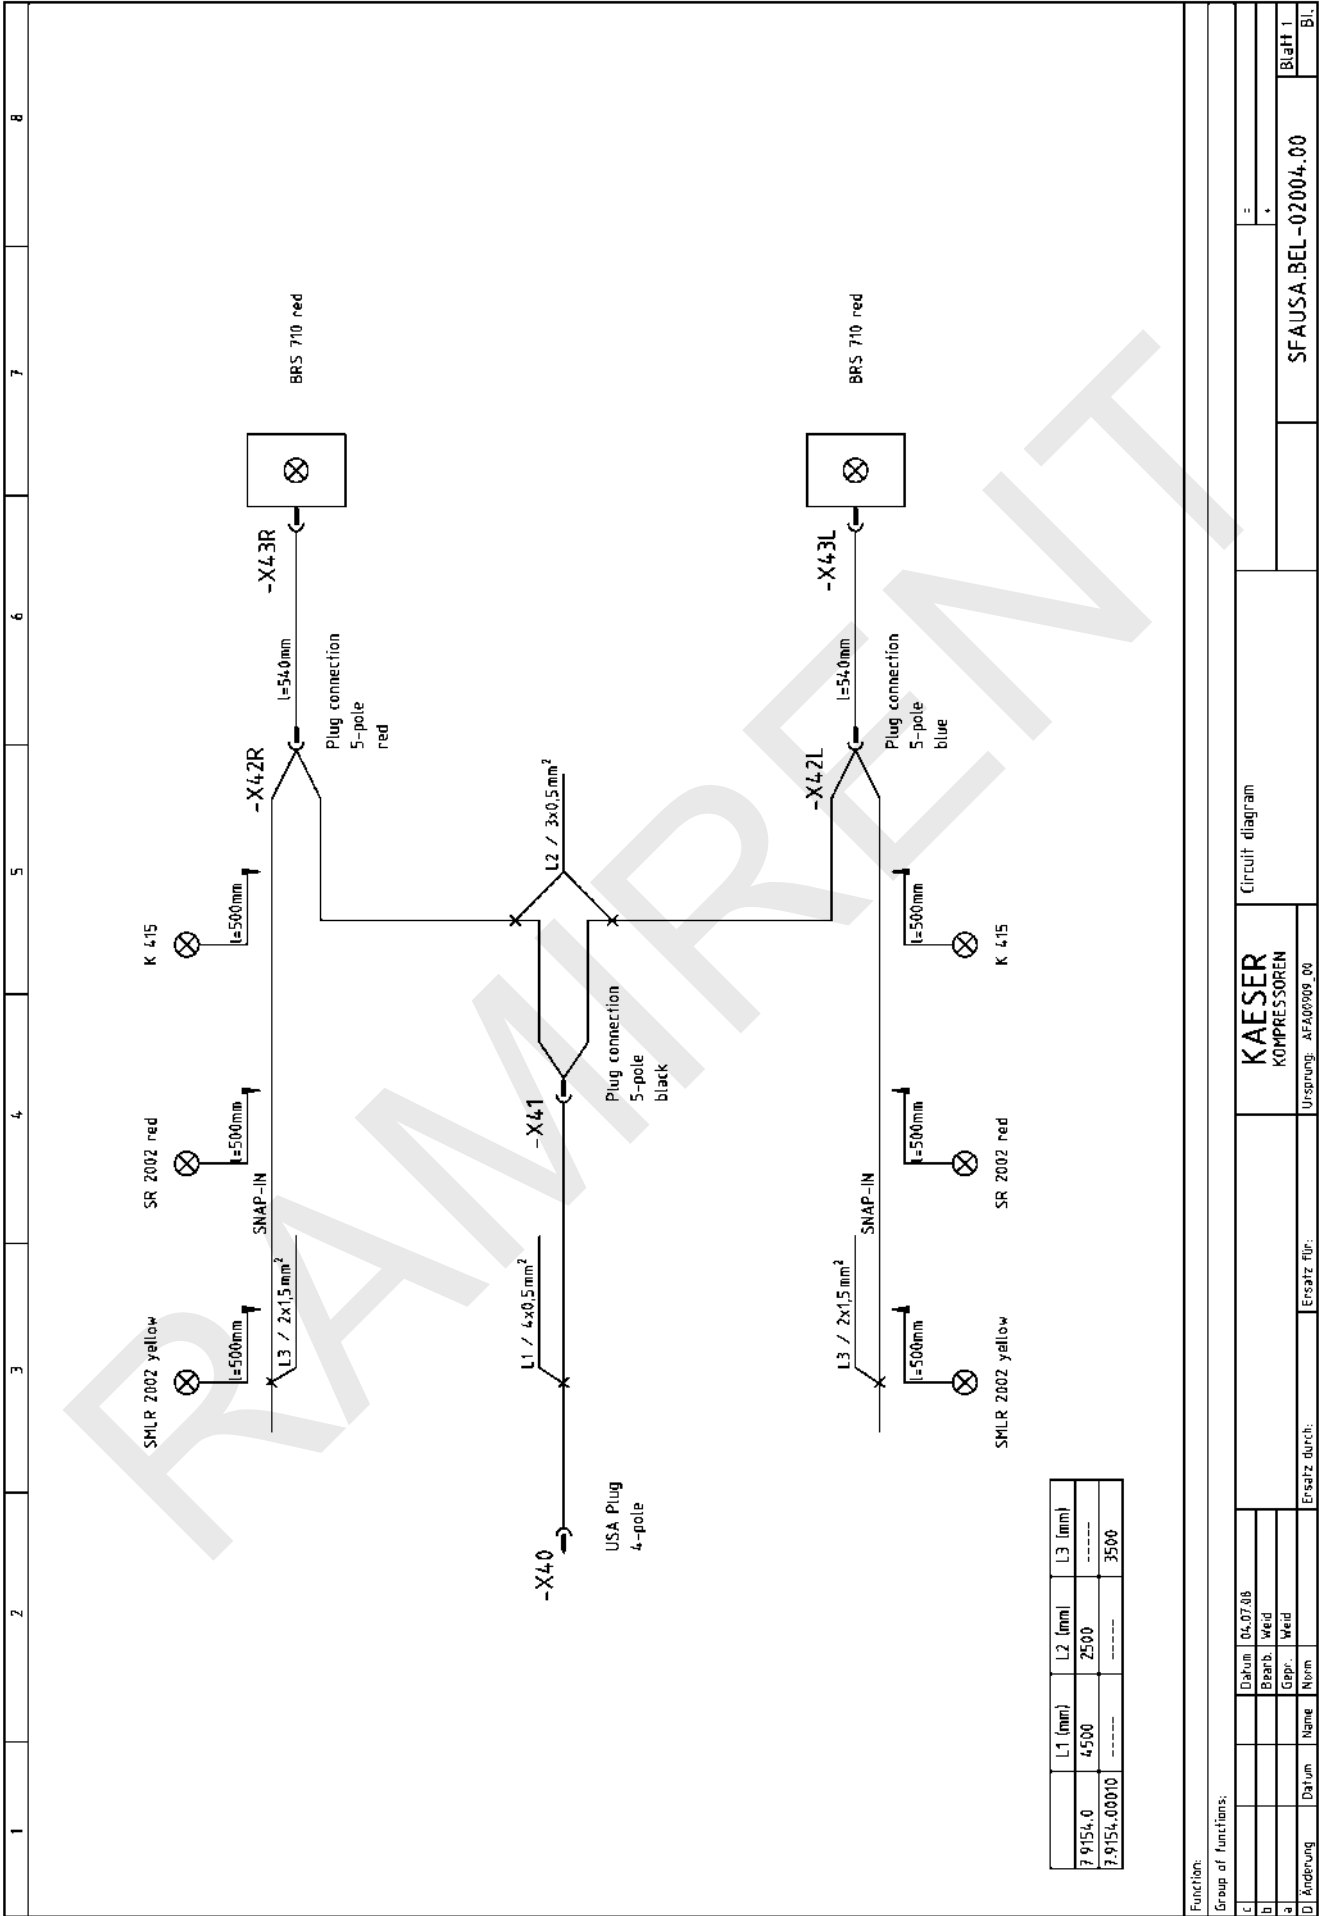 1 2 3 4 5 6 7 8
SMLR 2002 yellow
SR 2002 red
K 415
l=500mm
l=500mm
l=500mm
SNAP-IN
L3 / 2x1,5mm²
-X42R
l=540mm
-X43R
BRS 710 red
Plug connection
5-pole
red
-X40
USA Plug
4-pole
L1 / 4x0,5mm²
-X41
Plug connection
5-pole
black
L2 / 3x0,5mm²
-X42L
l=540mm
-X43L
BRS 710 red
Plug connection
5-pole
blue
L3 / 2x1,5mm²
SNAP-IN
l=500mm
l=500mm
l=500mm
SMLR 2002 yellow
SR 2002 red
K 415
L1 (mm) L2 (mm) L3 (mm)
7.9154.0 4500 2500 -----
7.9154.00010 ----- ----- 3500
RAMIRENT
Function:
Group of functions:
c Datum 04.07.08
b Bearb. Weid
a Gepr. Weid
D Änderung Datum Name Norm
Ersatz durch:
Ersatz für:
KAESER
KOMPRESSOREN
Ursprung: AFA00909_00
Circuit diagram
=
+
SFAUSA.BEL-02004.00
Blatt 1
Bl.